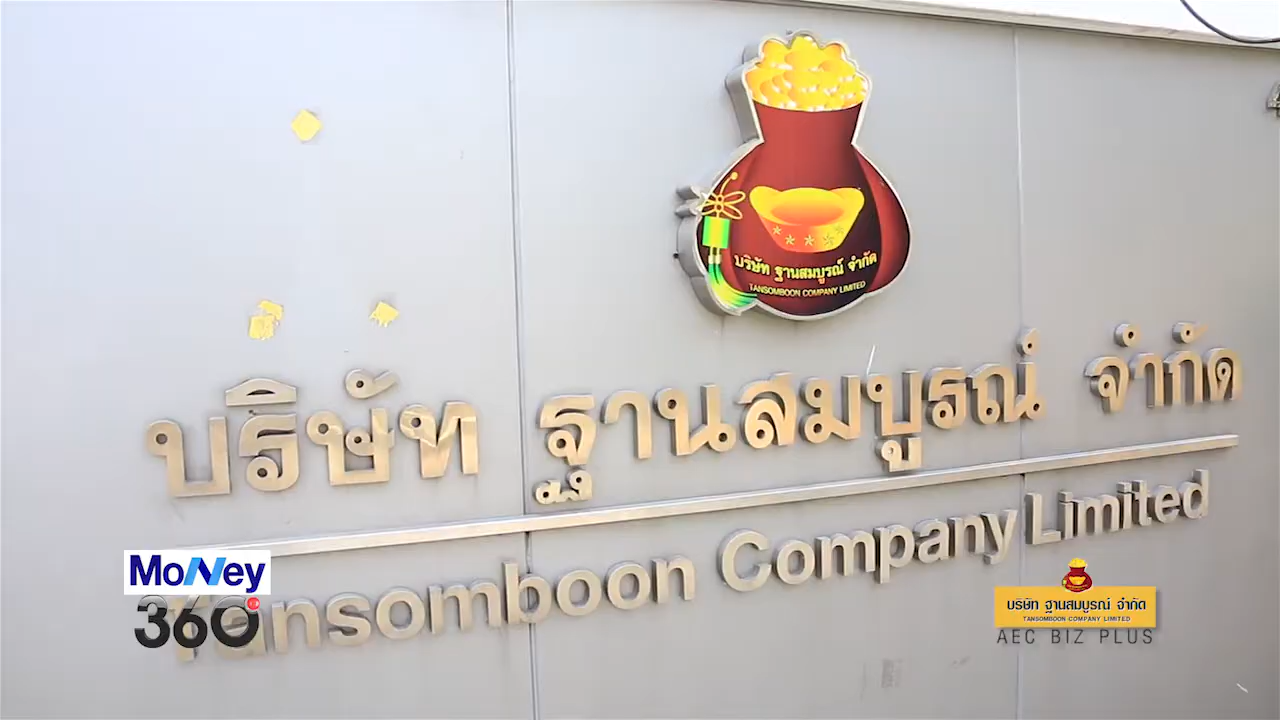 บริษัท ฐานสมบูรณ์ จำกัด
TANSOMBOON COMPANY LIMITED
บริษัท ฐานสมบูรณ์ จำกัด
Tansomboon Company Limited
Money
360°
บริษัท ฐานสมบูรณ์ จำกัด
TANSOMBOON COMPANY LIMITED
AEC BIZ PLUS